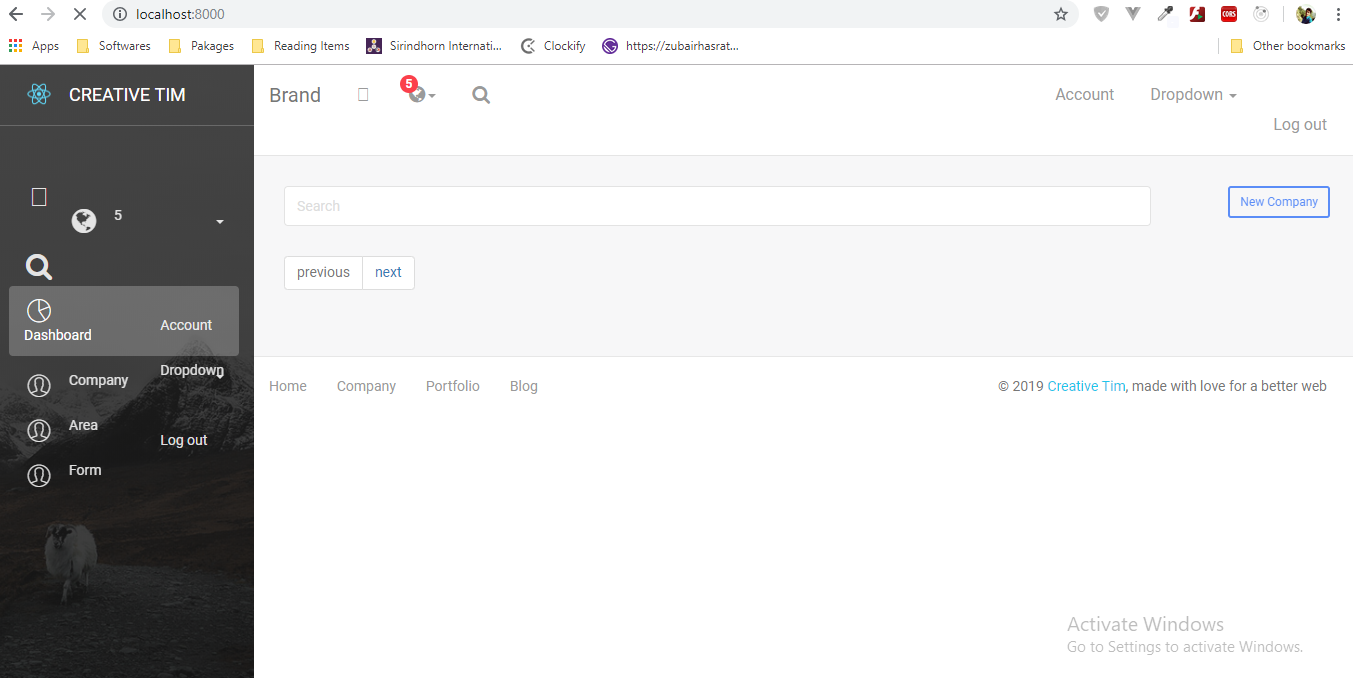 localhost:8000
Apps Softwares Pakages Reading Items Sirindhorn Internati... Clockify https://zubairhasrat... Other bookmarks
CREATIVE TIM
Brand 5 Account Dropdown
Log out
5
Dashboard
Account
Company
Dropdown
Area
Log out
Form
Search
New Company
previous next
Home Company Portfolio Blog
© 2019 Creative Tim, made with love for a better web
Activate Windows
Go to Settings to activate Windows.
CORS